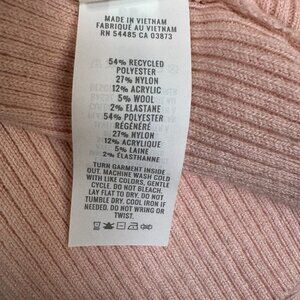 MADE IN VIETNAM
FABRIQUÉ AU VIETNAM
RN 54485 CA 03873
54% RECYCLED
POLYESTER
27% NYLON
12% ACRYLIC
5% WOOL
2% ELASTANE
54% POLYESTER
RÉGÉNÉRÉ
27% NYLON
12% ACRYLIQUE
5% LAINE
2% ÉLASTHANNE
TURN GARMENT INSIDE
OUT. MACHINE WASH COLD
WITH LIKE COLORS, GENTLE
CYCLE. DO NOT BLEACH.
LAY FLAT TO DRY. DO NOT
TUMBLE DRY. COOL IRON IF
NEEDED. DO NOT WRING OR
TWIST.